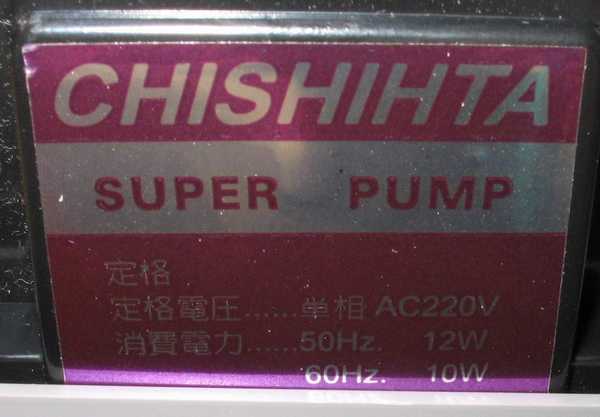 CHISHIHTA
SUPER PUMP
定格
定格電圧......単相 AC220V
消費電力......50Hz. 12W
60Hz. 10W